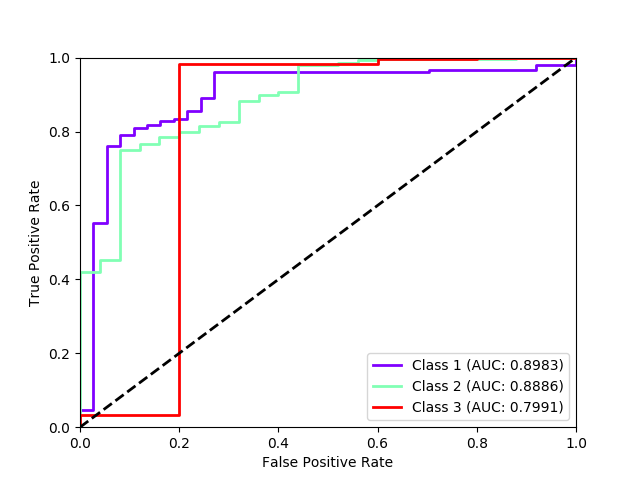 1.0
0.8
0.6
0.4
0.2
0.0
True Positive Rate
0.0 0.2 0.4 0.6 0.8 1.0
False Positive Rate
Class 1 (AUC: 0.8983)
Class 2 (AUC: 0.8886)
Class 3 (AUC: 0.7991)